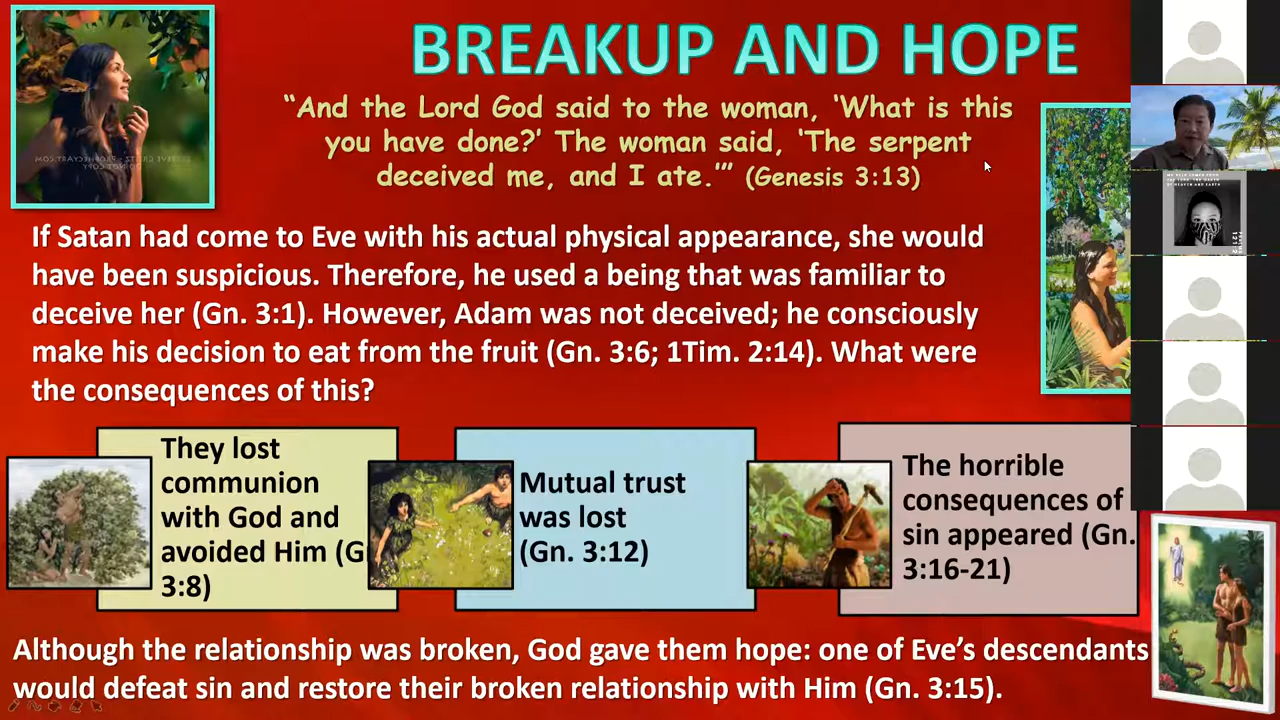 BREAKUP AND HOPE
“And the Lord God said to the woman, ‘What is this
you have done?’ The woman said, ‘The serpent
deceived me, and I ate.’” (Genesis 3:13)
If Satan had come to Eve with his actual physical appearance, she would
have been suspicious. Therefore, he used a being that was familiar to
deceive her (Gn. 3:1). However, Adam was not deceived; he consciously
make his decision to eat from the fruit (Gn. 3:6; 1Tim. 2:14). What were
the consequences of this?
They lost
communion
with God and
avoided Him (G
3:8)
Mutual trust
was lost
(Gn. 3:12)
The horrible
consequences of
sin appeared (Gn.
3:16-21)
Although the relationship was broken, God gave them hope: one of Eve’s descendants
would defeat sin and restore their broken relationship with Him (Gn. 3:15).